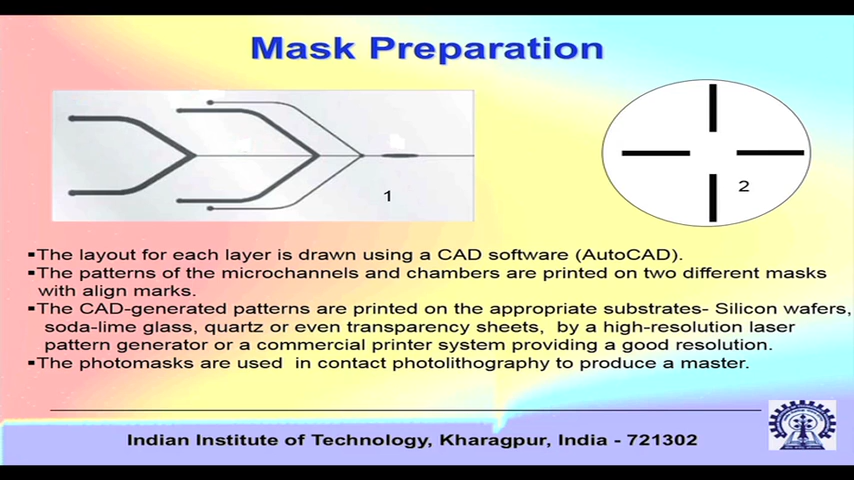 Mask Preparation
1
2
▪The layout for each layer is drawn using a CAD software (AutoCAD).
▪The patterns of the microchannels and chambers are printed on two different masks
with align marks.
▪The CAD-generated patterns are printed on the appropriate substrates- Silicon wafers,
soda-lime glass, quartz or even transparency sheets, by a high-resolution laser
pattern generator or a commercial printer system providing a good resolution.
▪The photomasks are used in contact photolithography to produce a master.
Indian Institute of Technology, Kharagpur, India - 721302